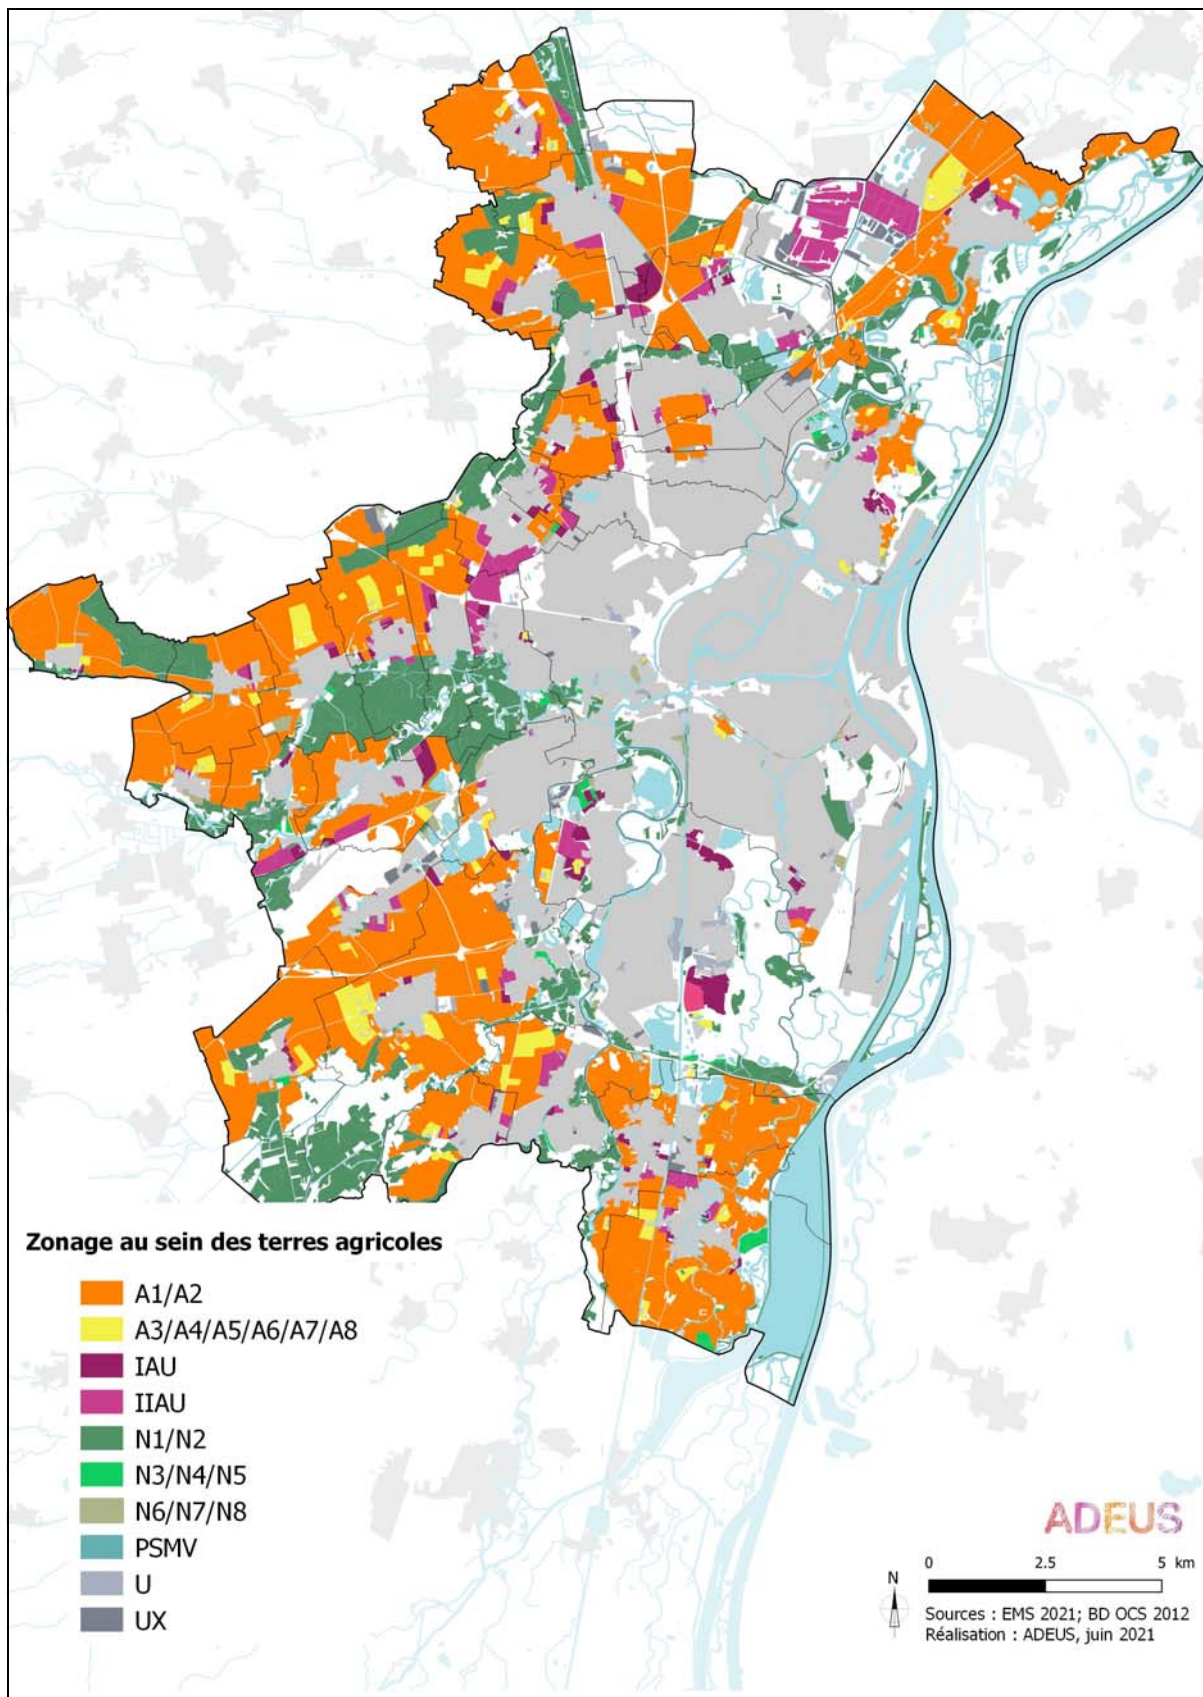 Zonage au sein des terres agricoles
A1/A2
A3/A4/A5/A6/A7/A8
IAU
IIAU
N1/N2
N3/N4/N5
N6/N7/N8
PSMV
U
UX
ADEUS
0 2.5 5 km
N
Sources : EMS 2021; BD OCS 2012
Réalisation : ADEUS, juin 2021